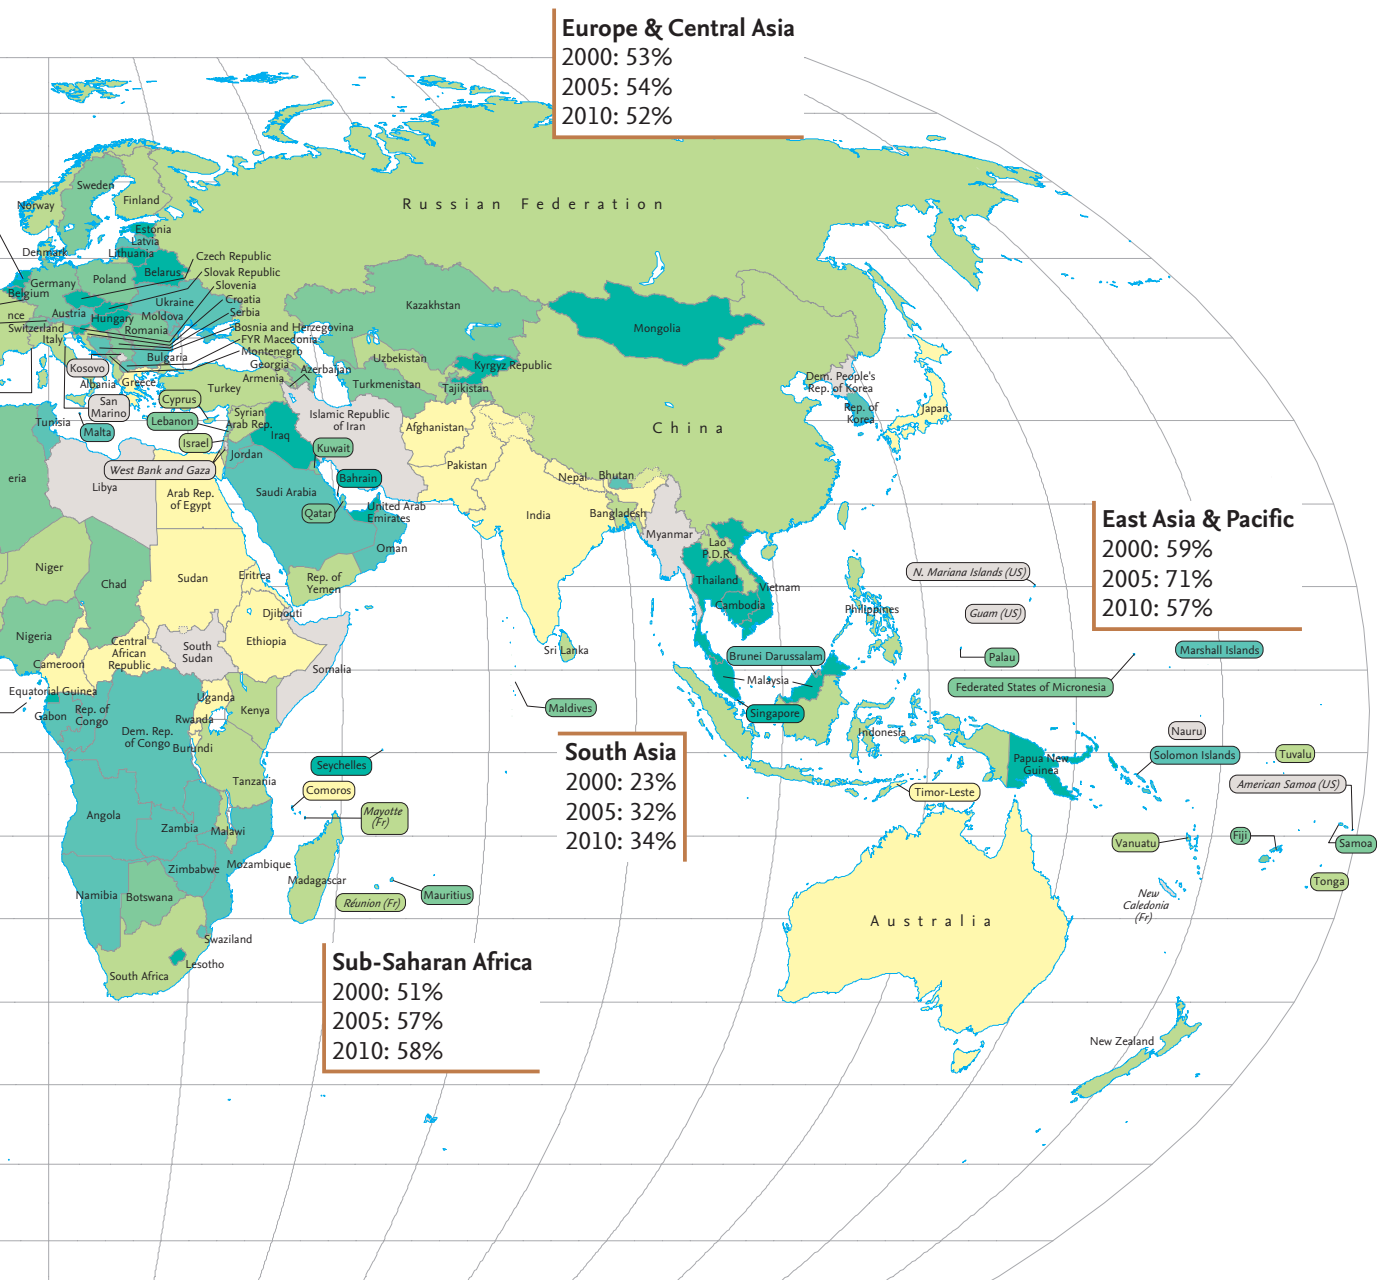 Europe & Central Asia
2000: 53%
2005: 54%
2010: 52%
Sweden
Norway
Finland
Russian Federation
Estonia
Latvia
Lithuania
Denmark
Czech Republic
Belarus
Slovak Republic
Poland
Germany
Slovenia
Belgium
Ukraine
Croatia
Austria
Serbia
nce
Hungary
Moldova
Switzerland
Romania
Bosnia and Herzegovina
Italy
FYR Macedonia
Montenegro
Bulgaria
Georgia
Kosovo
Armenia
Azerbaijan
Albania
Greece
Turkey
Kazakhstan
Mongolia
Uzbekistan
Kyrgyz Republic
Turkmenistan
Tajikistan
Dem. People's
Rep. of Korea
Rep. of
Korea
Japan
China
Cyprus
San
Marino
Lebanon
Syrian
Arab Rep.
Islamic Republic
of Iran
Afghanistan
Tunisia
Malta
Israel
Iraq
Kuwait
Jordan
West Bank and Gaza
Pakistan
Nepal
Bhutan
Bahrain
eria
Libya
Arab Rep.
of Egypt
Saudi Arabia
Qatar
United Arab
Emirates
India
Bangladesh
Myanmar
Oman
Lao
P.D.R.
East Asia & Pacific
2000: 59%
2005: 71%
2010: 57%
Niger
Chad
Sudan
Eritrea
Rep. of
Yemen
Thailand
Vietnam
N. Mariana Islands (US)
Cambodia
Philippines
Guam (US)
Djibouti
Nigeria
Central
African
Republic
South
Sudan
Ethiopia
Sri Lanka
Brunei Darussalam
Palau
Marshall Islands
Cameroon
Somalia
Malaysia
Federated States of Micronesia
Equatorial Guinea
Uganda
Kenya
Maldives
Singapore
Gabon
Rep. of
Congo
Rwanda
Dem. Rep.
of Congo
Burundi
Indonesia
Nauru
South Asia
2000: 23%
2005: 32%
2010: 34%
Papua New
Guinea
Solomon Islands
Tuvalu
Seychelles
Tanzania
Comoros
Timor-Leste
American Samoa (US)
Angola
Mayotte
(Fr)
Zambia
Malawi
Vanuatu
Fiji
Samoa
Mozambique
Zimbabwe
Madagascar
Tonga
Namibia
Botswana
Réunion (Fr)
Mauritius
New
Caledonia
(Fr)
Australia
Swaziland
Lesotho
South Africa
Sub-Saharan Africa
2000: 51%
2005: 57%
2010: 58%
New Zealand